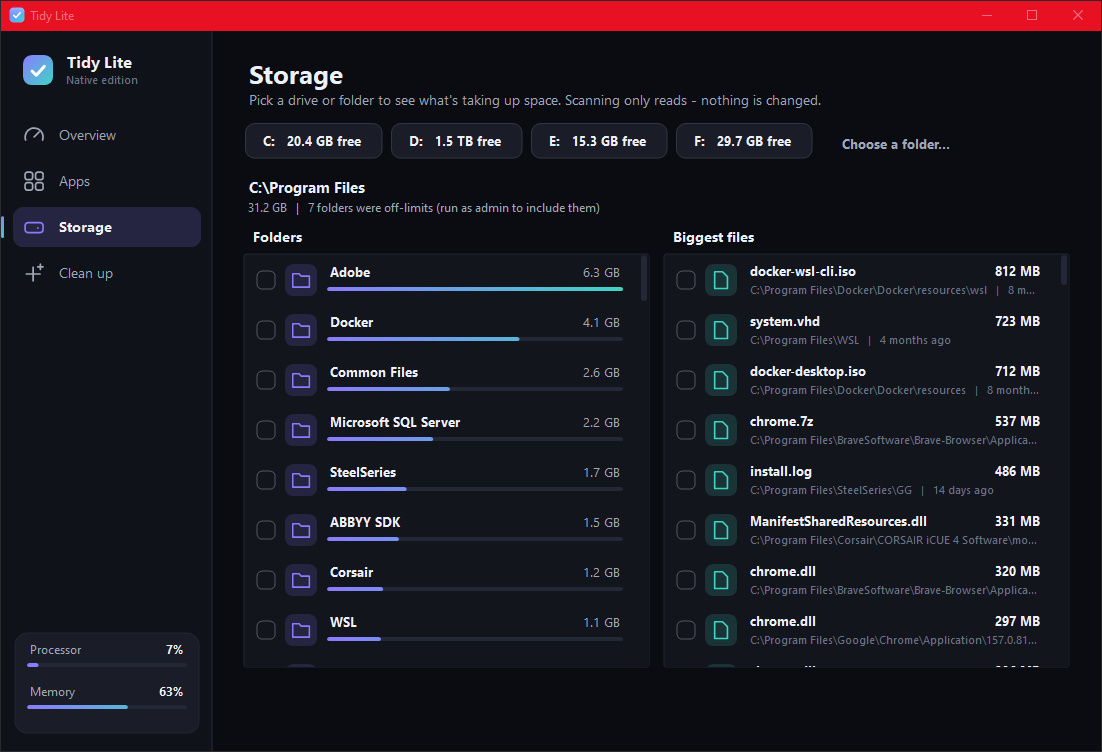 Tidy Lite
Tidy Lite
Native edition
Overview
Apps
Storage
Clean up
Processor 7%
Memory 63%
Storage
Pick a drive or folder to see what's taking up space. Scanning only reads - nothing is changed.
C: 20.4 GB free D: 1.5 TB free E: 15.3 GB free F: 29.7 GB free Choose a folder...
C:\Program Files
31.2 GB | 7 folders were off-limits (run as admin to include them)
Folders
Adobe 6.3 GB
Docker 4.1 GB
Common Files 2.6 GB
Microsoft SQL Server 2.2 GB
SteelSeries 1.7 GB
ABBYY SDK 1.5 GB
Corsair 1.2 GB
WSL 1.1 GB
Biggest files
docker-wsl-cli.iso 812 MB
C:\Program Files\Docker\Docker\resources\wsl | 8 m...
system.vhd 723 MB
C:\Program Files\WSL | 4 months ago
docker-desktop.iso 712 MB
C:\Program Files\Docker\Docker\resources | 8 month...
chrome.7z 537 MB
C:\Program Files\BraveSoftware\Brave-Browser\Applica...
install.log 486 MB
C:\Program Files\SteelSeries\GG | 14 days ago
ManifestSharedResources.dll 331 MB
C:\Program Files\Corsair\CORSAIR iCUE 4 Software\mo...
chrome.dll 320 MB
C:\Program Files\BraveSoftware\Brave-Browser\Applica...
chrome.dll 297 MB
C:\Program Files\Google\Chrome\Application\157.0.81...